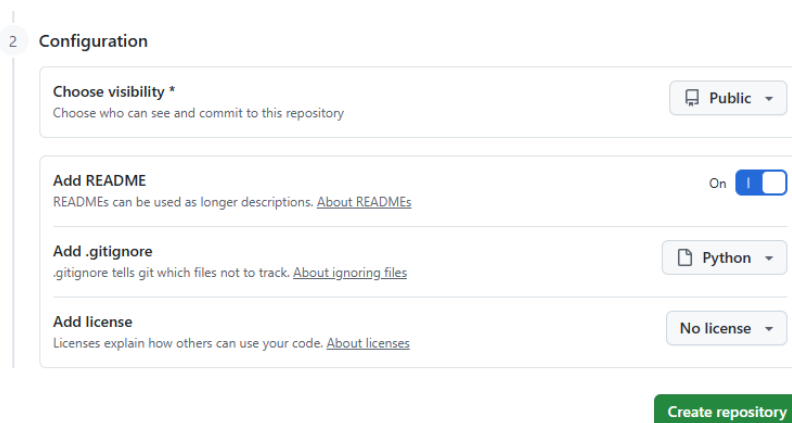 2 Configuration
Choose visibility *
Choose who can see and commit to this repository
Public
Add README
READMEs can be used as longer descriptions. About READMEs
On
Add .gitignore
.gitignore tells git which files not to track. About ignoring files
Python
Add license
Licenses explain how others can use your code. About licenses
No license
Create repository